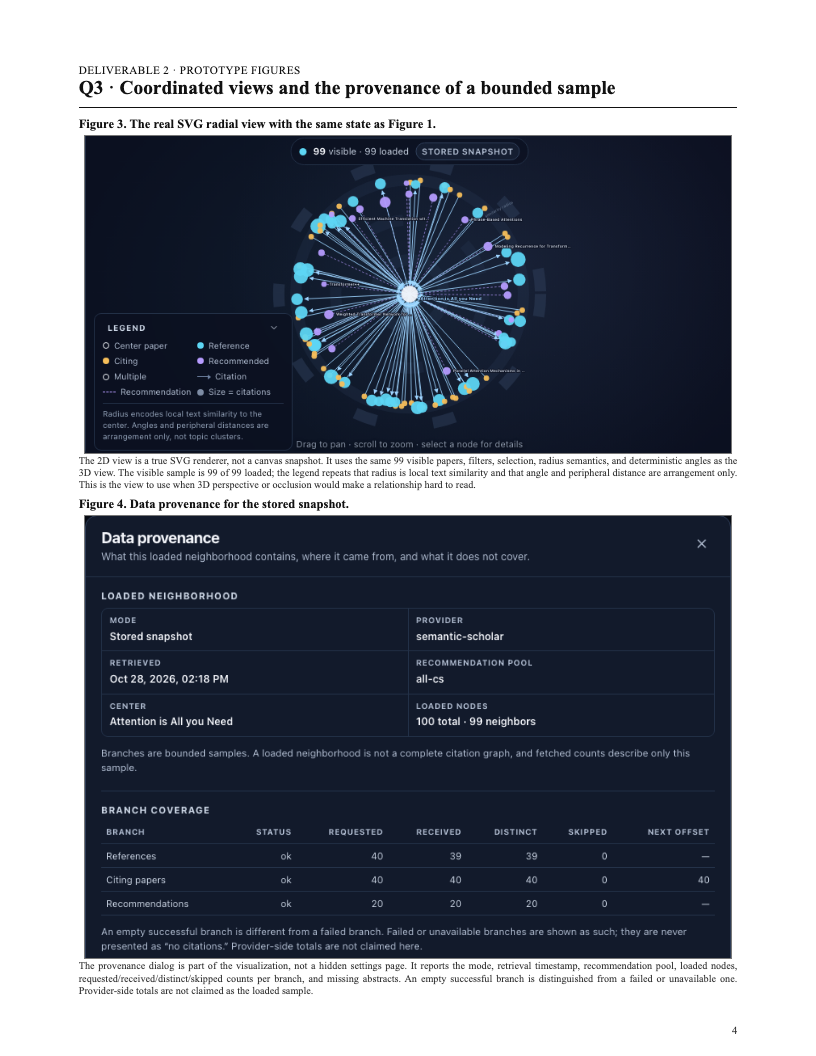 DELIVERABLE 2 · PROTOTYPE FIGURES
Q3 · Coordinated views and the provenance of a bounded sample
Figure 3. The real SVG radial view with the same state as Figure 1.
99 visible · 99 loaded STORED SNAPSHOT
Phrase-Based Attentions
Modeling Recurrence for Transform...
Attention is All you Need
LEGEND
Center paper Reference
Citing Recommended
Multiple Citation
Recommendation Size = citations
Radius encodes local text similarity to the
center. Angles and peripheral distances are
arrangement only, not topic clusters.
Drag to pan · scroll to zoom · select a node for details
The 2D view is a true SVG renderer, not a canvas snapshot. It uses the same 99 visible papers, filters, selection, radius semantics, and deterministic angles as the
3D view. The visible sample is 99 of 99 loaded; the legend repeats that radius is local text similarity and that angle and peripheral distance are arrangement only.
This is the view to use when 3D perspective or occlusion would make a relationship hard to read.
Figure 4. Data provenance for the stored snapshot.
Data provenance
What this loaded neighborhood contains, where it came from, and what it does not cover.
LOADED NEIGHBORHOOD
MODE PROVIDER
Stored snapshot semantic-scholar
RETRIEVED RECOMMENDATION POOL
Oct 28, 2026, 02:18 PM all-cs
CENTER LOADED NODES
Attention is All you Need 100 total · 99 neighbors
Branches are bounded samples. A loaded neighborhood is not a complete citation graph, and fetched counts describe only this
sample.
BRANCH COVERAGE
BRANCH STATUS REQUESTED RECEIVED DISTINCT SKIPPED NEXT OFFSET
References ok 40 39 39 0 —
Citing papers ok 40 40 40 0 40
Recommendations ok 20 20 20 0 —
An empty successful branch is different from a failed branch. Failed or unavailable branches are shown as such; they are never
presented as “no citations.” Provider-side totals are not claimed here.
The provenance dialog is part of the visualization, not a hidden settings page. It reports the mode, retrieval timestamp, recommendation pool, loaded nodes,
requested/received/distinct/skipped counts per branch, and missing abstracts. An empty successful branch is distinguished from a failed or unavailable one.
Provider-side totals are not claimed as the loaded sample.
4